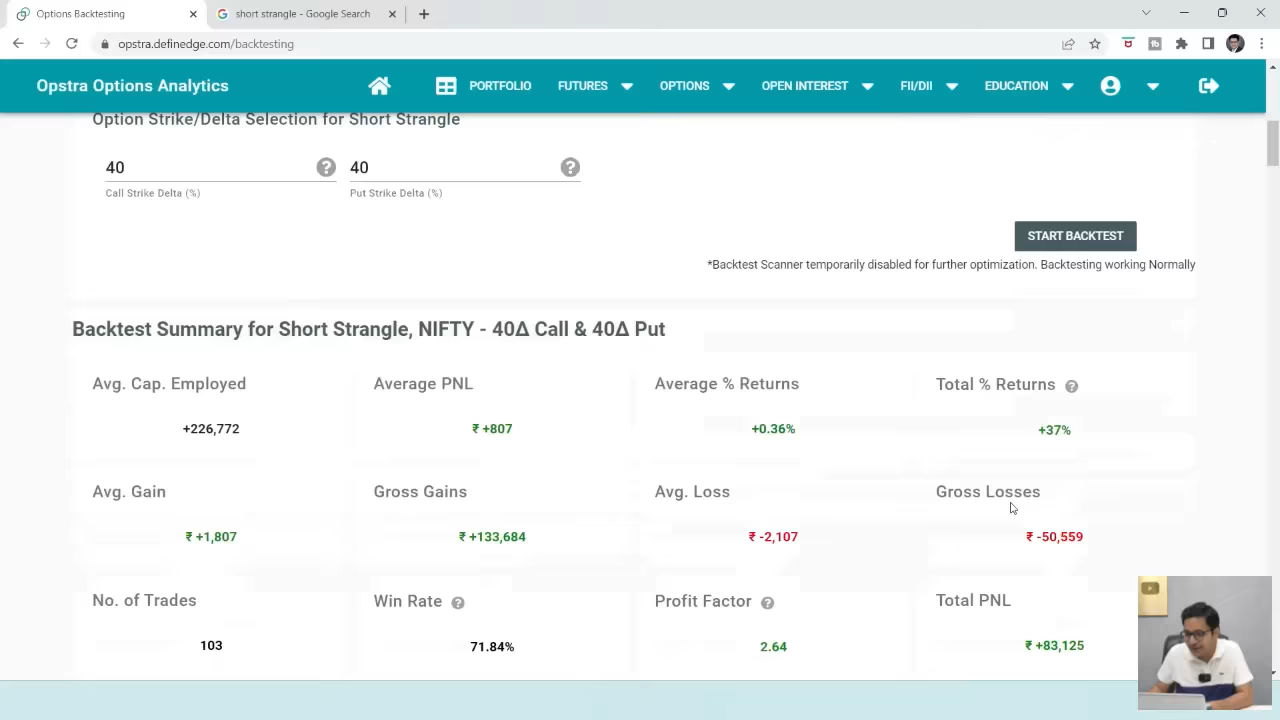 Options Backtesting
short strangle - Google Search
opstra.definedge.com/backtesting
Opstra Options Analytics
PORTFOLIO
FUTURES
OPTIONS
OPEN INTEREST
FII/DII
EDUCATION
Option Strike/Delta Selection for Short Strangle
40
40
Call Strike Delta (%)
Put Strike Delta (%)
START BACKTEST
*Backtest Scanner temporarily disabled for further optimization. Backtesting working Normally
Backtest Summary for Short Strangle, NIFTY - 40Δ Call & 40Δ Put
Avg. Cap. Employed
Average PNL
Average % Returns
Total % Returns
+226,772
₹ +807
+0.36%
+37%
Avg. Gain
Gross Gains
Avg. Loss
Gross Losses
₹ +1,807
₹ +133,684
₹ -2,107
₹ -50,559
No. of Trades
Win Rate
Profit Factor
Total PNL
103
71.84%
2.64
₹ +83,125